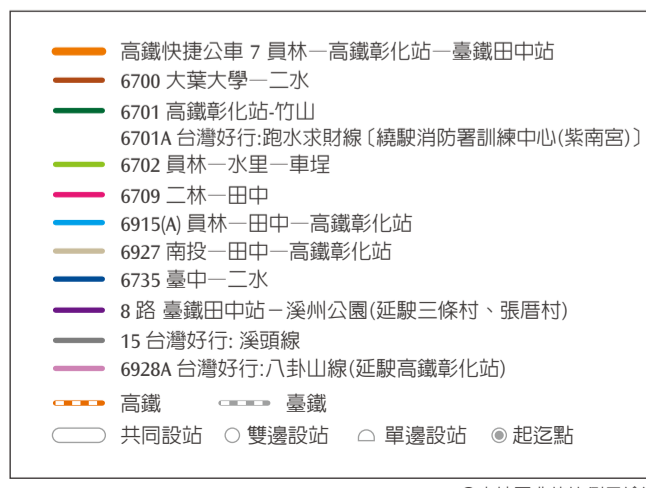 高鐵快捷公車 7 員林—高鐵彰化站—臺鐵田中站
6700 大葉大學—二水
6701 高鐵彰化站-竹山
6701A 台灣好行:跑水求財線〔繞駛消防署訓練中心(紫南宮)〕
6702 員林—水里—車埕
6709 二林—田中
6915(A) 員林—田中—高鐵彰化站
6927 南投—田中—高鐵彰化站
6735 臺中—二水
8 路 臺鐵田中站－溪州公園(延駛三條村、張厝村)
15 台灣好行: 溪頭線
6928A 台灣好行:八卦山線(延駛高鐵彰化站)
高鐵 臺鐵
共同設站 雙邊設站 單邊設站 起迄點